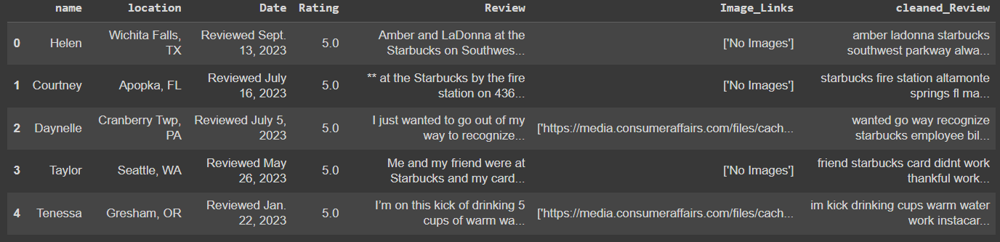 name location Date Rating Review Image_Links cleaned_Review
0 Helen Wichita Falls, TX Reviewed Sept. 13, 2023 5.0 Amber and LaDonna at the Starbucks on Southwes... ['No Images'] amber ladonna starbucks southwest parkway alwa...
1 Courtney Apopka, FL Reviewed July 16, 2023 5.0 ** at the Starbucks by the fire station on 436... ['No Images'] starbucks fire station altamonte springs fl ma...
2 Daynelle Cranberry Twp, PA Reviewed July 5, 2023 5.0 I just wanted to go out of my way to recognize... ['https://media.consumeraffairs.com/files/cach... wanted go way recognize starbucks employee bil...
3 Taylor Seattle, WA Reviewed May 26, 2023 5.0 Me and my friend were at Starbucks and my card... ['No Images'] friend starbucks card didnt work thankful work...
4 Tenessa Gresham, OR Reviewed Jan. 22, 2023 5.0 I’m on this kick of drinking 5 cups of warm wa... ['https://media.consumeraffairs.com/files/cach... im kick drinking cups warm water work instacar...